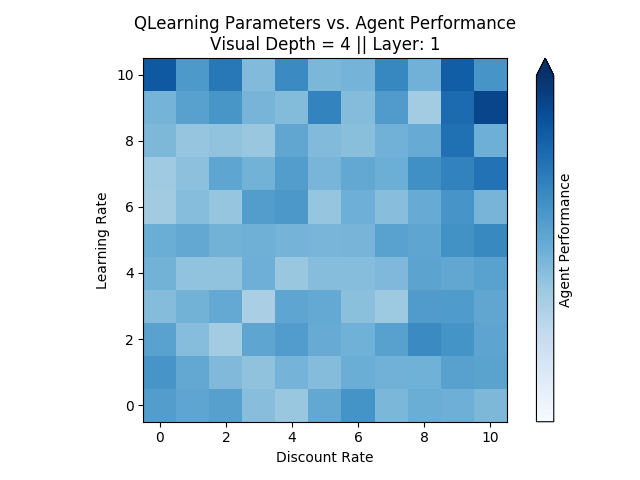 QLearning Parameters vs. Agent Performance
Visual Depth = 4 || Layer: 1
10
8
6
4
2
0
Learning Rate
0 2 4 6 8 10
Discount Rate
Agent Performance